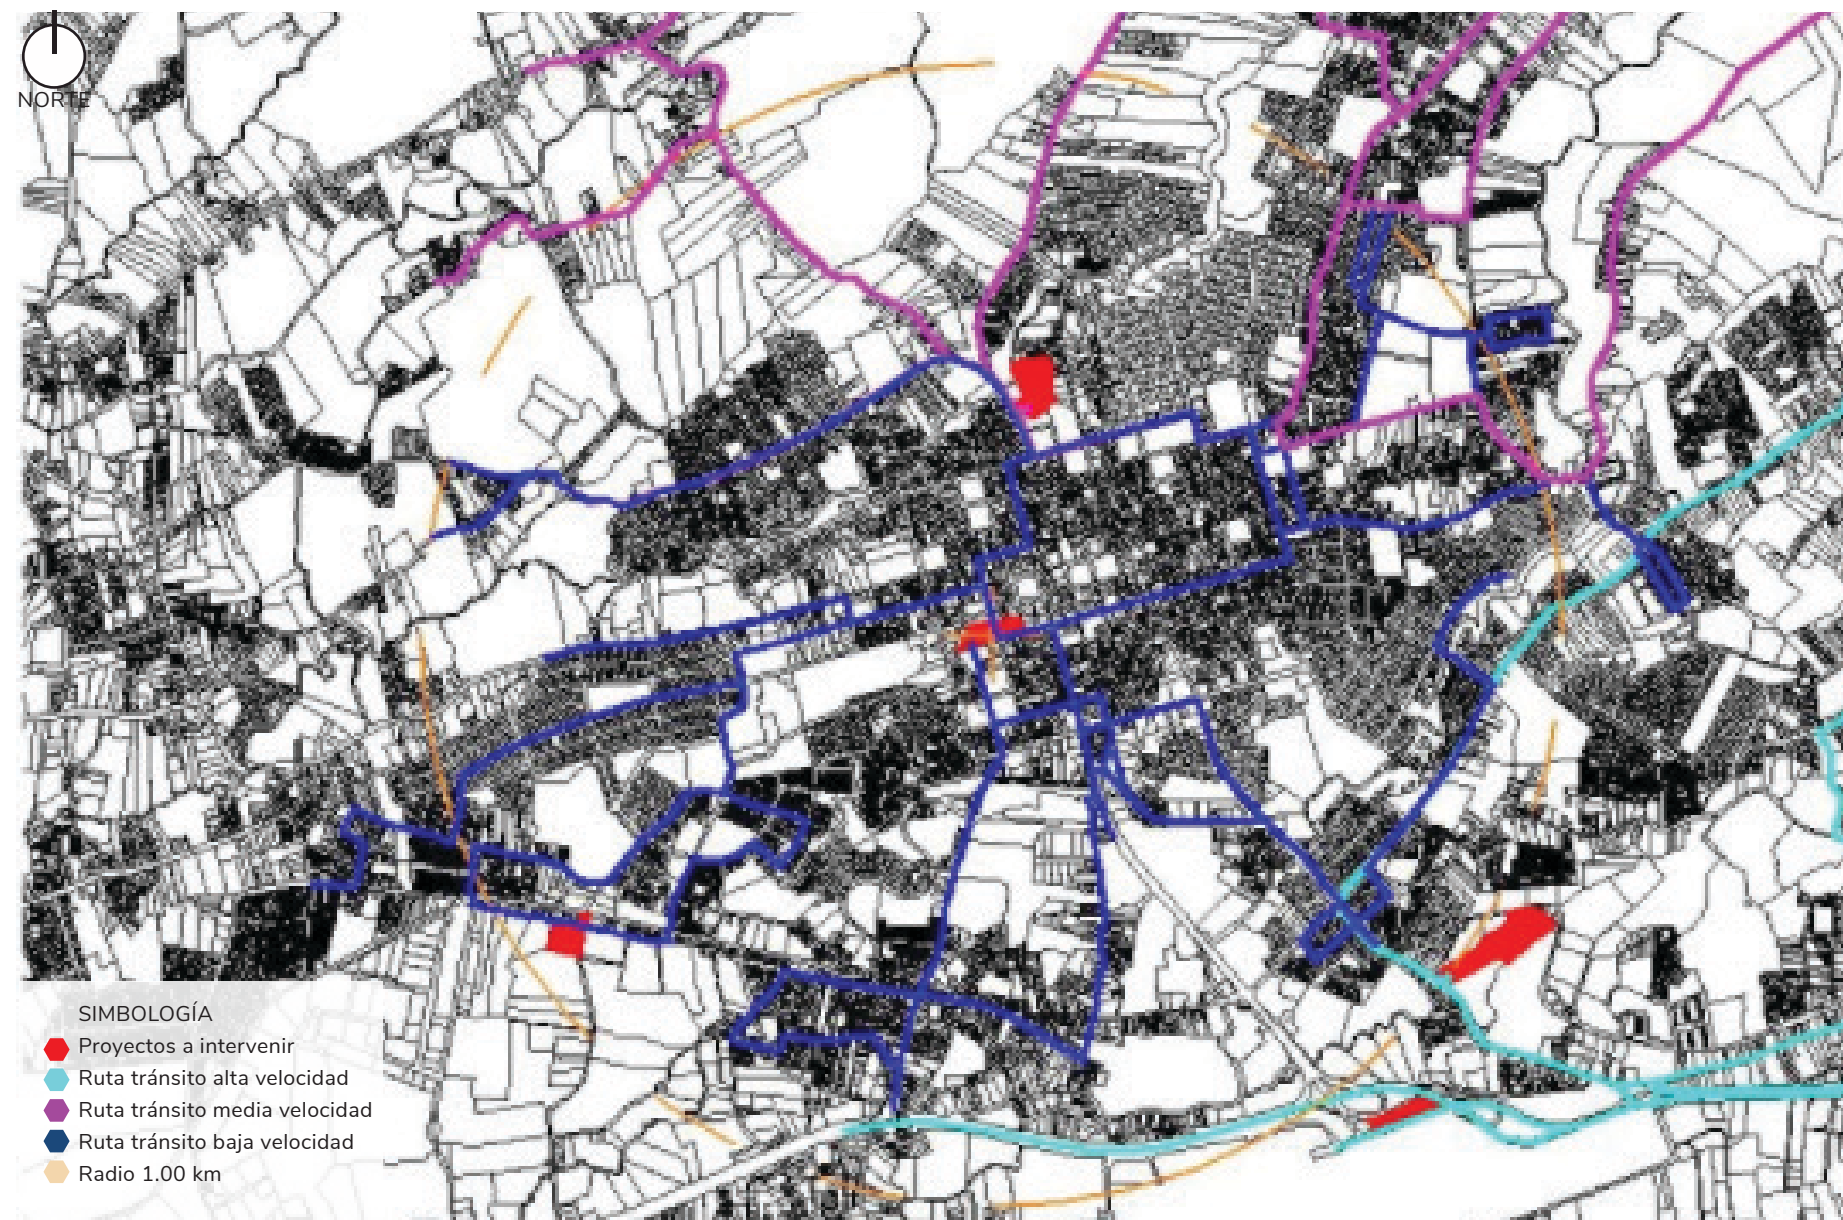 NORTE
SIMBOLOGÍA
Proyectos a intervenir
Ruta tránsito alta velocidad
Ruta tránsito media velocidad
Ruta tránsito baja velocidad
Radio 1.00 km